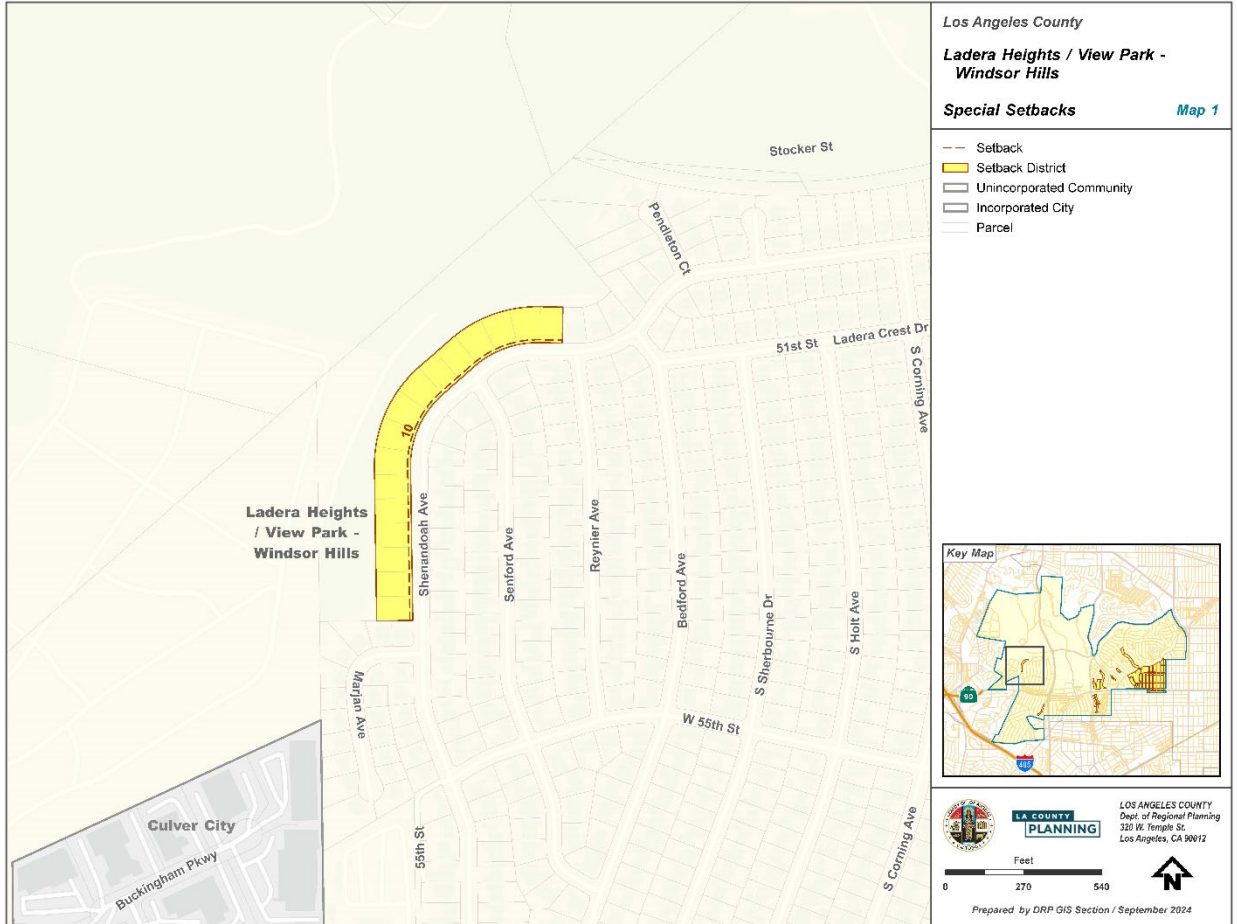 Los Angeles County
Ladera Heights / View Park -
Windsor Hills
Special Setbacks
Map 1
Setback
Setback District
Unincorporated Community
Incorporated City
Parcel
Stocker St
Pendleton Ct
51st St
Ladera Crest Dr
S Corning Ave
10
Ladera Heights
/ View Park -
Windsor Hills
Shenandoah Ave
Senford Ave
Reynier Ave
Bedford Ave
S Sherbourne Dr
S Holt Ave
Marjan Ave
W 55th St
Culver City
Buckingham Pkwy
55th St
S Corning Ave
Key Map
90
405
LA COUNTY
PLANNING
LOS ANGELES COUNTY
Dept. of Regional Planning
320 W. Temple St.
Los Angeles, CA 90012
Feet
0
270
540
N
Prepared by DRP GIS Section / September 2024